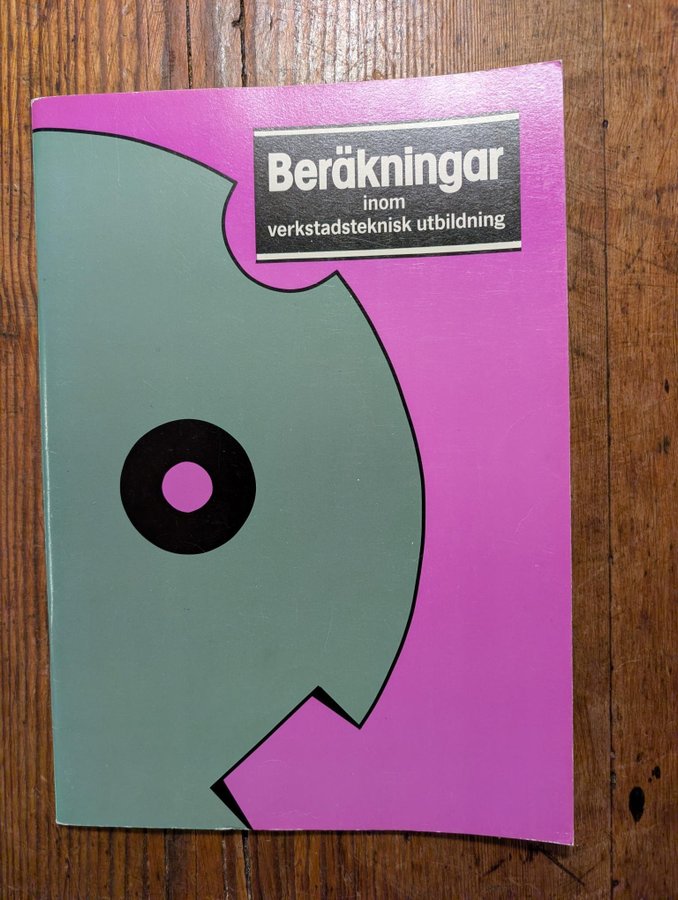 Beräkningar
inom
verkstadsteknisk utbildning